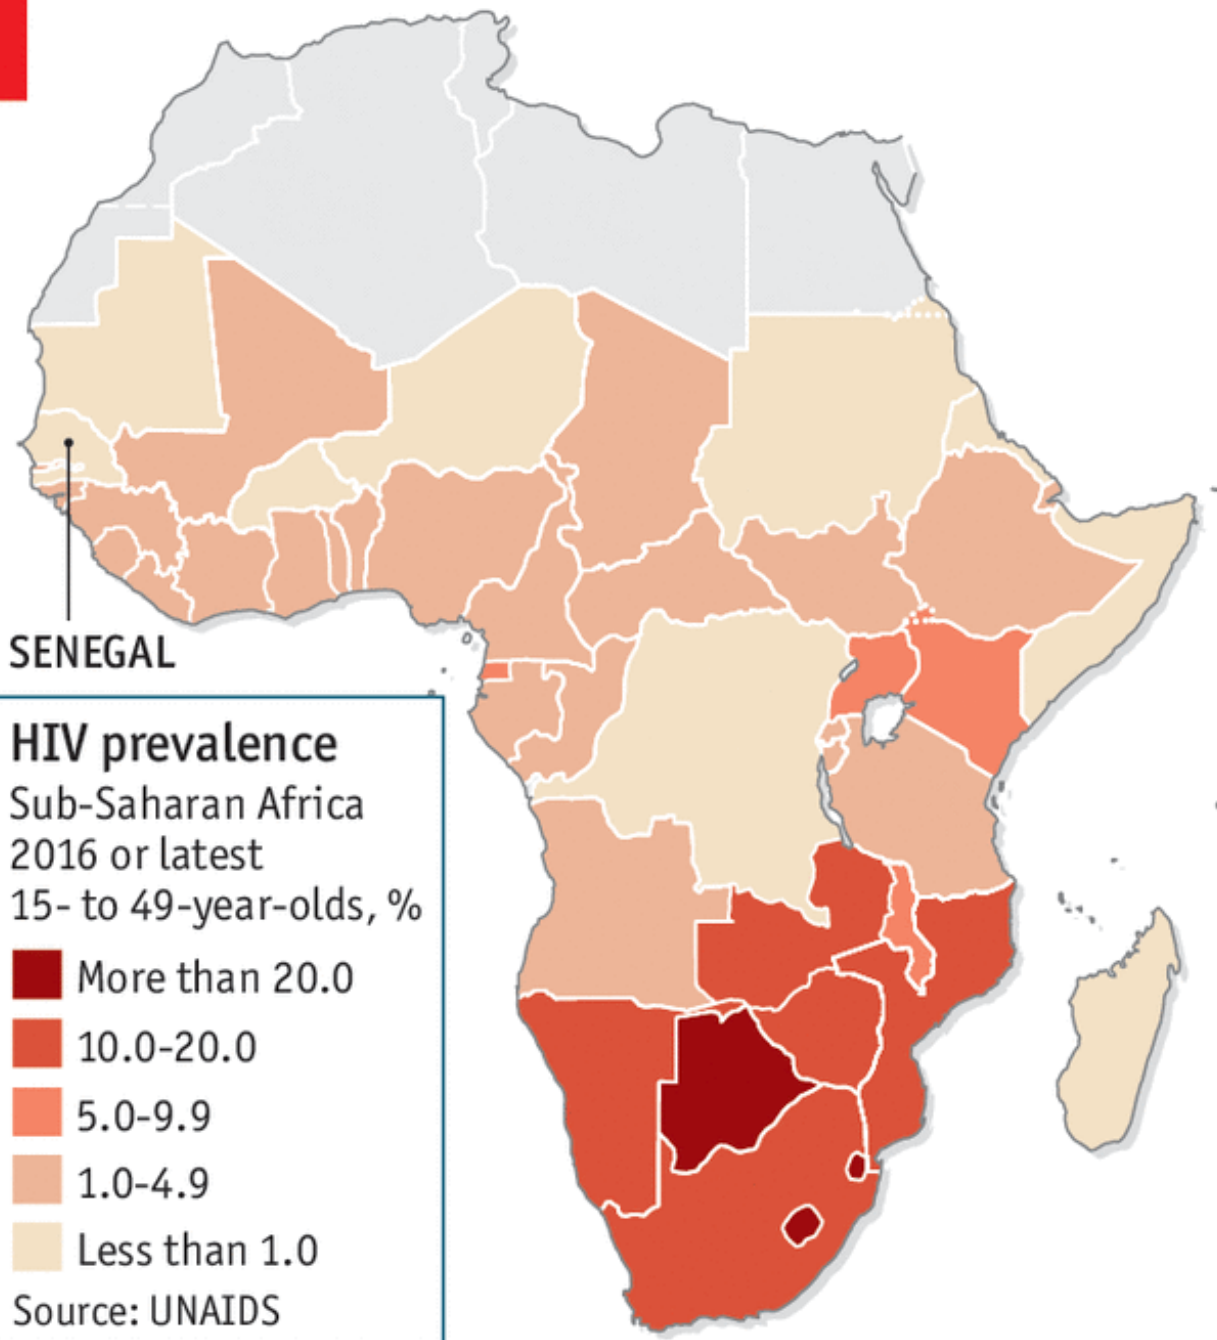 SENEGAL
HIV prevalence
Sub-Saharan Africa
2016 or latest
15- to 49-year-olds, %
More than 20.0
10.0-20.0
5.0-9.9
1.0-4.9
Less than 1.0
Source: UNAIDS